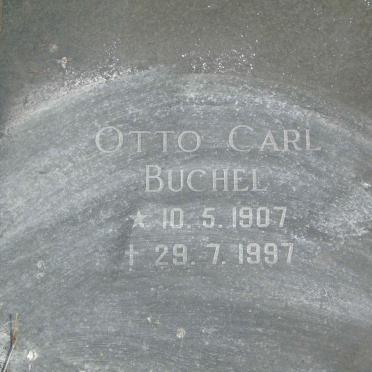 OTTO CARL
BUCHEL
★ 10. 5. 1907
† 29. 7. 1997